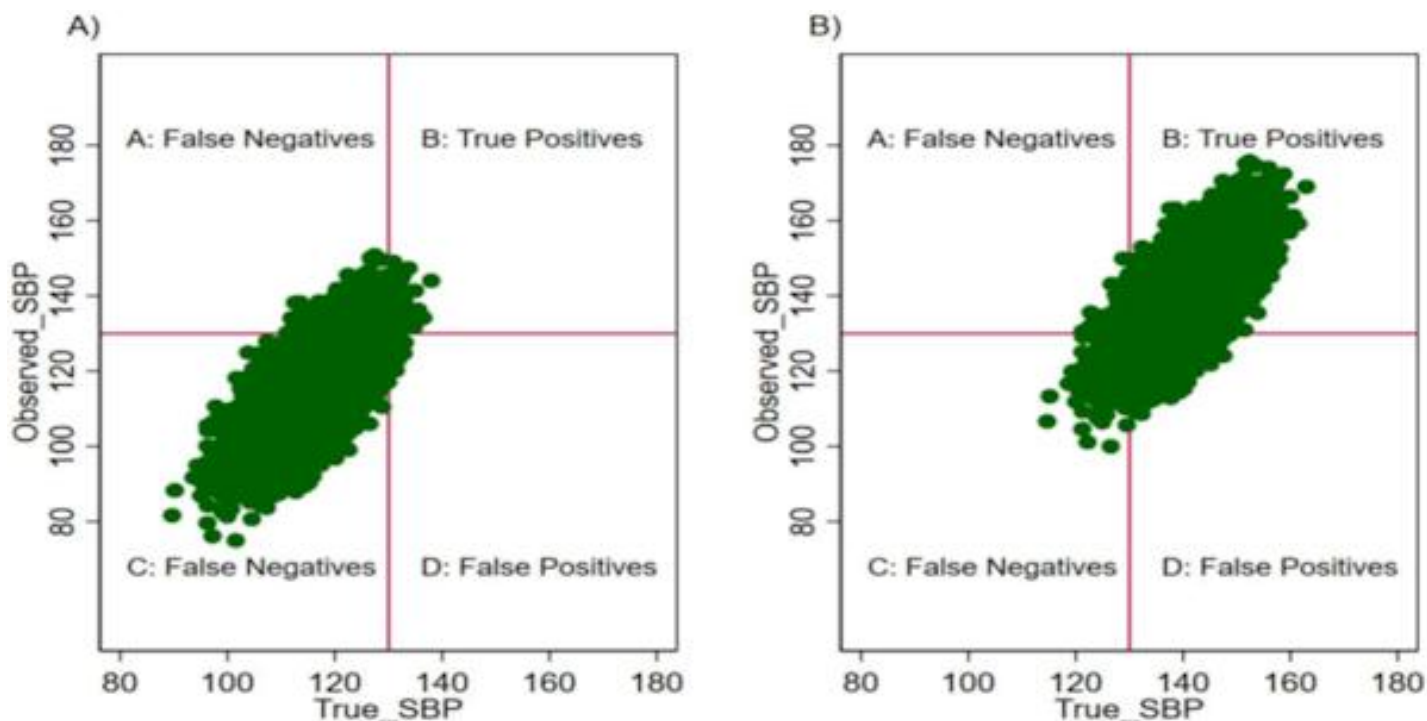 A)
A: False Negatives
B: True Positives
C: False Negatives
D: False Positives
Observed_SBP
180
160
140
120
100
80
80 100 120 140 160 180
True_SBP
B)
A: False Negatives
B: True Positives
C: False Negatives
D: False Positives
Observed_SBP
180
160
140
120
100
80
80 100 120 140 160 180
True_SBP